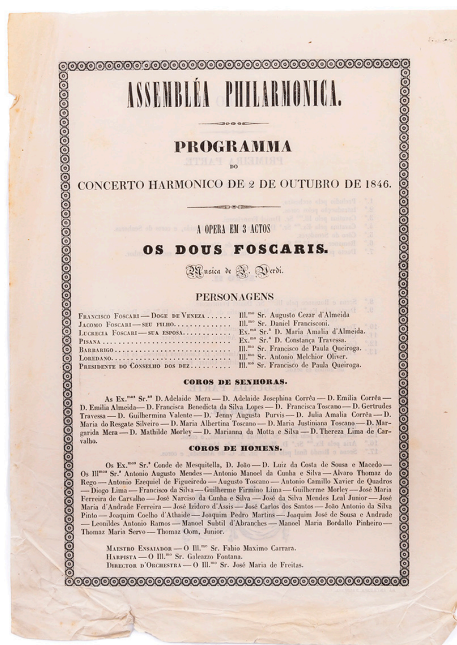 ASSEMBLÉA PHILARMONICA.
PROGRAMMA
DO
CONCERTO HARMONICO DE 2 DE OUTUBRO DE 1846.
A OPERA EM 3 ACTOS
OS DOUS FOSCARIS.
Musica de J. Verdi.
PERSONAGENS
Francisco Foscari — Doge de Veneza ...... Ill.mo Sr. Augusto Cezar d'Almeida
Jacomo Foscari — seu filho ............ Ill.mo Sr. Daniel Francisconi.
Lucrecia Foscari — sua esposa .......... Ex.ma Sr.a D. Maria Amalia d'Almeida.
Pisana ............ Ex.ma Sr.a D. Constança Travessa.
Barbarigo ............ Ill.mo Sr. Francisco de Paula Queiroga.
Loredano ............ Ill.mo Sr. Antonio Melchior Oliver.
Presidente do Conselho dos dez .......... Ill.mo Sr. Francisco de Paula Queiroga.
COROS DE SENHORAS.
As Ex.mas Sr.as D. Adelaide Mera — D. Adelaide Josephina Corrêa — D. Emilia Corrêa —
D. Emilia Almeida — D. Francisca Benedicta da Silva Lopes — D. Francisca Toscano — D. Gertrudes
Travessa — D. Guilhermina Valente — D. Jenny Augusta Purvis — D. Julia Amalia Corrêa — D.
Maria do Resgate Silveiro — D. Maria Albertina Toscano — D. Maria Justiniana Toscano — D. Mar-
garida Mera — D. Mathilde Morley — D. Marianna da Motta e Silva — D. Thereza Lima de Car-
valho.
COROS DE HOMENS.
Os Ex.mos Sr.s Conde de Mesquitella, D. João — D. Luiz da Costa de Sousa e Macedo —
Os Ill.mos Sr.s Antonio Augusto Mendes — Antonio Manoel da Cunha e Silva — Alvaro Thomaz do
Rego — Antonio Ezequiel de Figueiredo — Augusto Toscano — Antonio Camillo Xavier de Quadros
— Diogo Lima — Francisco da Silva — Guilherme Firmino Lima — Guilherme Morley — José Maria
Ferreira de Carvalho — José Narciso da Cunha e Silva — José da Silva Mendes Leal Junior — José
Maria d'Andrade Ferreira — José Izidoro d'Assis — José Carlos dos Santos — João Antonio da Silva
Pinto — Joaquim Coelho d'Athaide — Joaquim Pedro Martins — Joaquim José de Sousa e Andrade
— Leonildes Antonio Ramos — Manoel Subtil d'Abranches — Manoel Maria Bordallo Pinheiro —
Thomaz Maria Servo — Thomaz Oom, Junior.
Maestro Ensaiador — O Ill.mo Sr. Fabio Maximo Carrara.
Harpista — O Ill.mo Sr. Galeazzo Fontana.
Director d'Orchestra — O Ill.mo Sr. José Maria de Freitas.